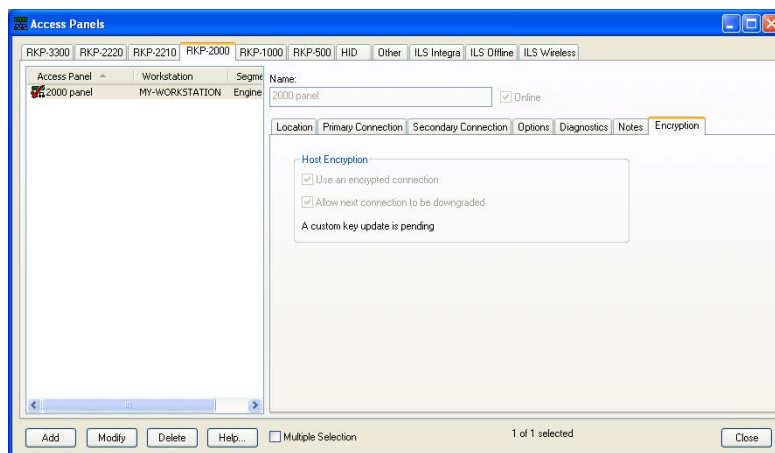 Access Panels
RKP-3300 RKP-2220 RKP-2210 RKP-2000 RKP-1000 RKP-500 HID Other ILS Integra ILS Offline ILS Wireless
Access Panel Workstation Segme
2000 panel MY-WORKSTATION Engine
Name:
2000 panel Online
Location Primary Connection Secondary Connection Options Diagnostics Notes Encryption
Host Encryption
Use an encrypted connection
Allow next connection to be downgraded
A custom key update is pending
Add Modify Delete Help... Multiple Selection 1 of 1 selected Close